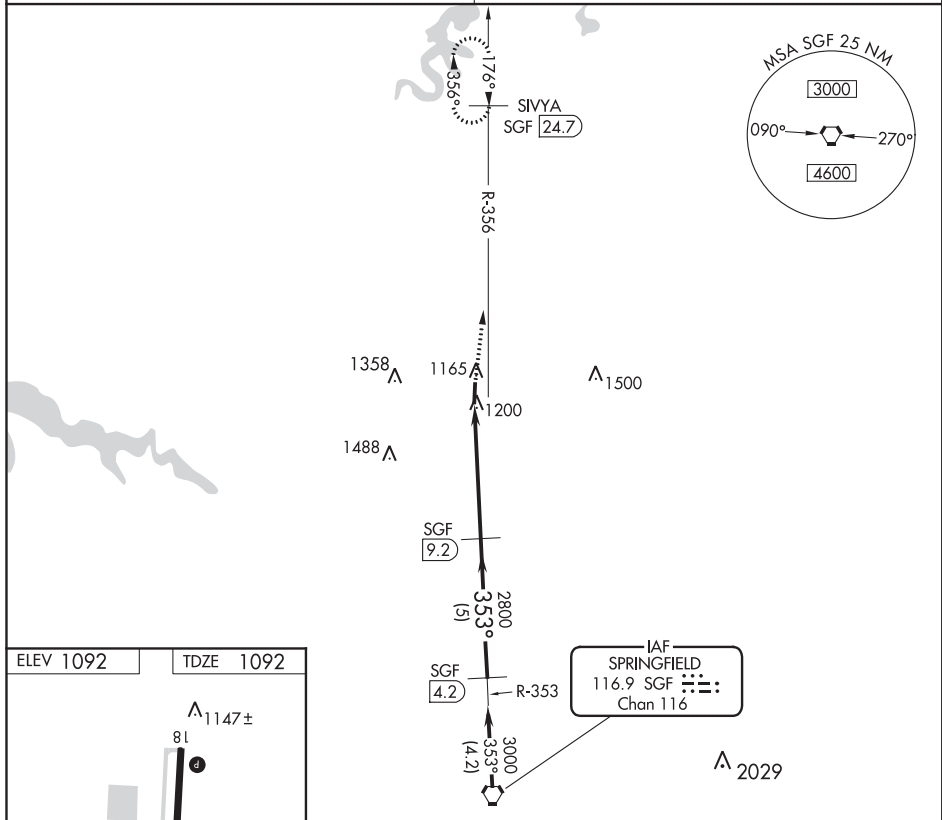 MSA SGF 25 NM
3000
090°
270°
4600
356°
176°
SIVYA
SGF 24.7
R-356
1358
1165
1500
1200
1488
SGF
9.2
2800
353°
(5)
SGF
4.2
R-353
3000
353°
(4.2)
IAF
SPRINGFIELD
116.9 SGF
Chan 116
2029
ELEV 1092
TDZE 1092
1147±
18
P